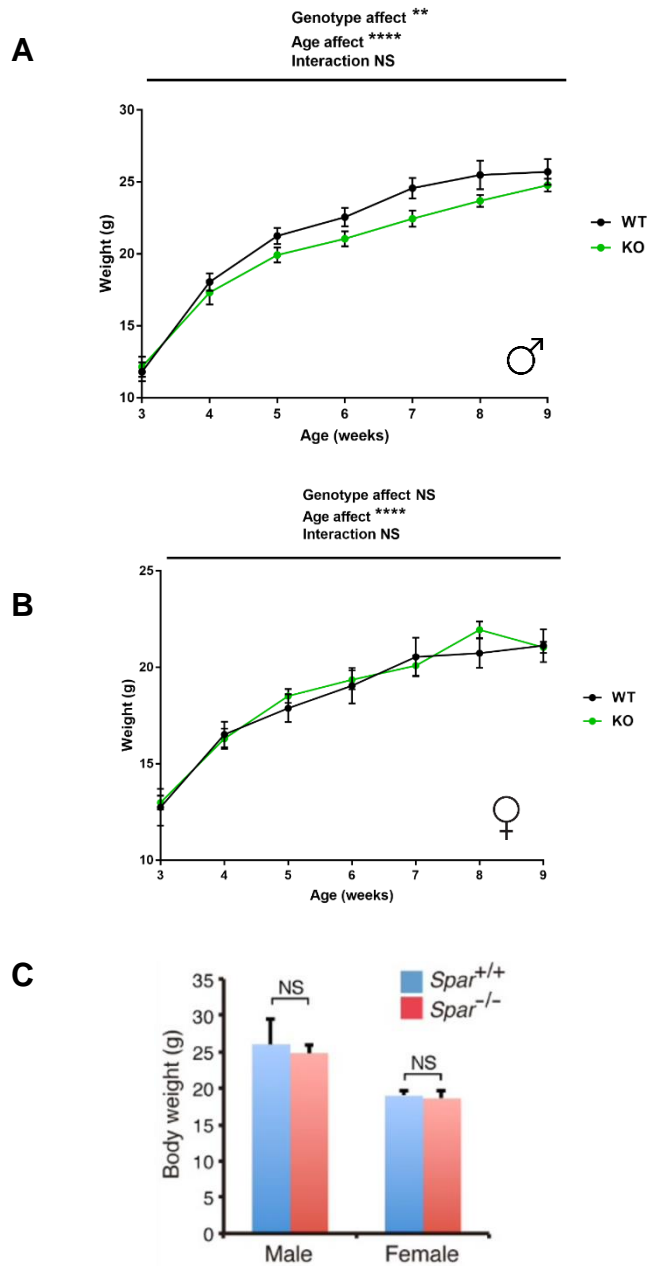 A
Genotype affect **
Age affect ****
Interaction NS
30
25
20
15
10
Weight (g)
3 4 5 6 7 8 9
Age (weeks)
WT
KO
B
Genotype affect NS
Age affect ****
Interaction NS
25
20
15
10
Weight (g)
3 4 5 6 7 8 9
Age (weeks)
WT
KO
C
35
30
25
20
15
10
5
0
Body weight (g)
NS
NS
Spar+/+
Spar-/-
Male Female